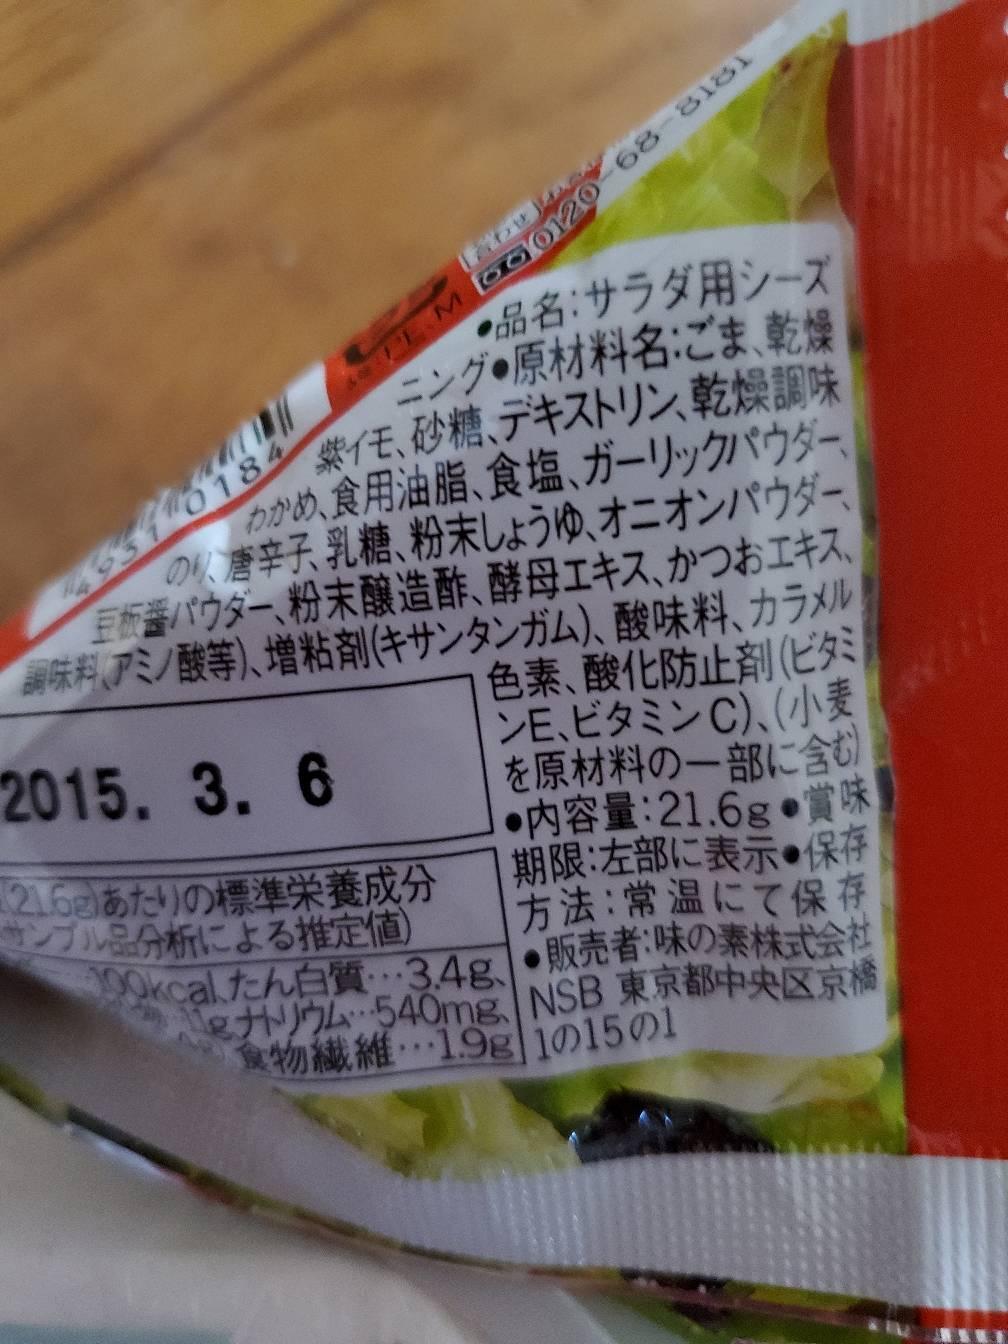 0120-68-8181
●品名:サラダ用シーズ
ニング●原材料名:ごま、乾燥
紫イモ、砂糖、デキストリン、乾燥調味
わかめ、食用油脂、食塩、ガーリックパウダー、
のり、唐辛子、乳糖、粉末しょうゆ、オニオンパウダー、
豆板醤パウダー、粉末醸造酢、酵母エキス、かつおエキス、
調味料(アミノ酸等)、増粘剤(キサンタンガム)、酸味料、カラメル
色素、酸化防止剤(ビタミ
ンE、ビタミンC)、(小麦
を原材料の一部に含む)
●内容量:21.6g●賞味
期限:左部に表示●保存
方法:常温にて保存
●販売者:味の素株式会社
NSB 東京都中央区京橋
1の15の1
2015. 3. 6
(21.6g)あたりの標準栄養成分
サンプル品分析による推定値)
100kcal、たん白質…3.4g、
ナトリウム…540mg、
食物繊維…1.9g